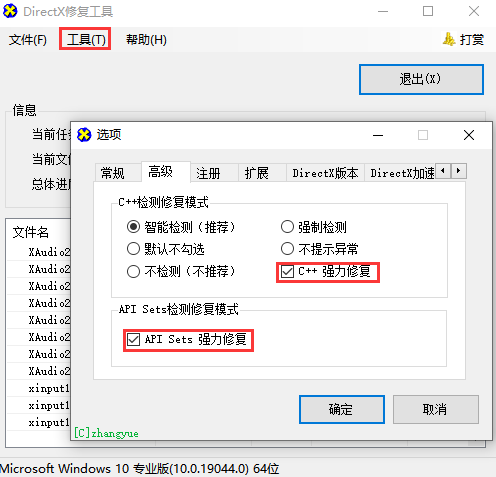 DirectX修复工具
文件(F) 工具(T) 帮助(H) 打赏
退出(X)
信息
当前任
当前文
总体进
选项
常规 高级 注册 扩展 DirectX版本 DirectX加速
C++检测修复模式
智能检测（推荐） 强制检测
默认不勾选 不提示异常
不检测（不推荐） C++ 强力修复
API Sets检测修复模式
API Sets 强力修复
确定 取消
[C]zhangyue
文件名
XAudio2
XAudio2
XAudio2
XAudio2
XAudio2
XAudio2
XAudio2
XAudio2
xinput1
xinput1
xinput1
Microsoft Windows 10 专业版(10.0.19044.0) 64位